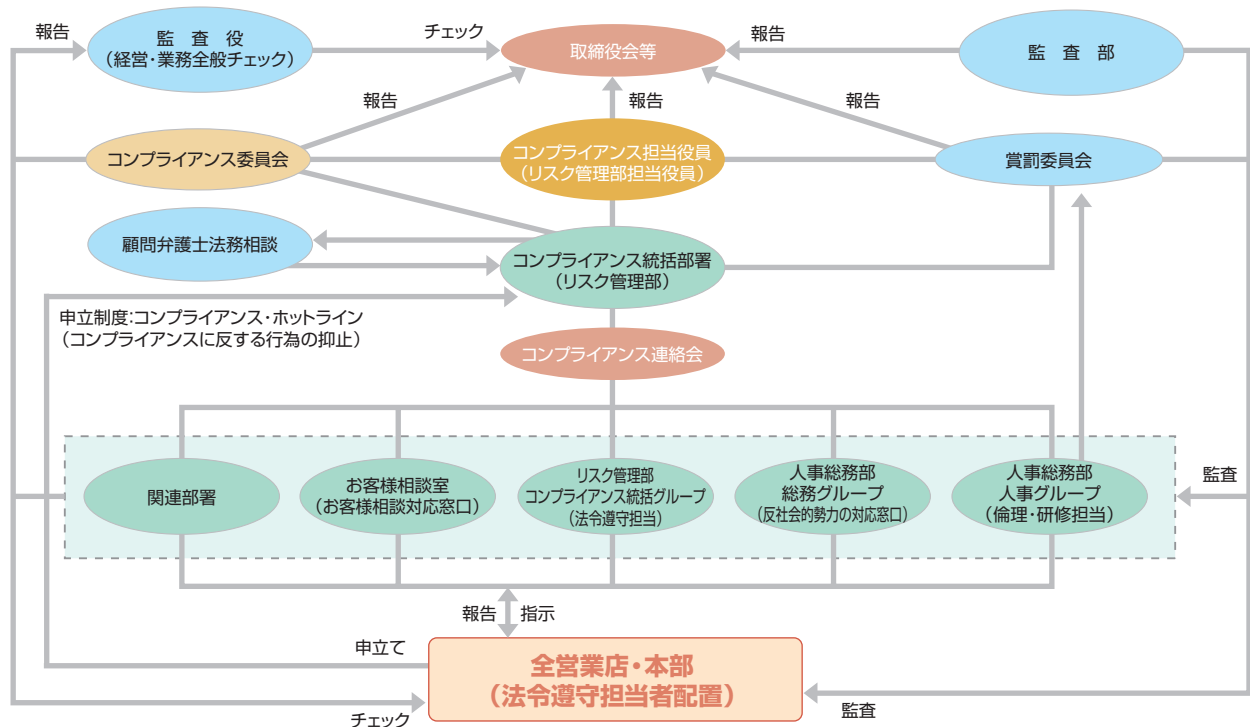 報告
監査役
(経営・業務全般チェック)
チェック
取締役会等
報告
監査部
報告
報告
報告
コンプライアンス委員会
コンプライアンス担当役員
(リスク管理部担当役員)
賞罰委員会
顧問弁護士法務相談
コンプライアンス統括部署
(リスク管理部)
申立制度:コンプライアンス・ホットライン
(コンプライアンスに反する行為の抑止)
コンプライアンス連絡会
関連部署
お客様相談室
(お客様相談対応窓口)
リスク管理部
コンプライアンス統括グループ
(法令遵守担当)
人事総務部
総務グループ
(反社会的勢力の対応窓口)
人事総務部
人事グループ
(倫理・研修担当)
監査
報告 指示
申立て
全営業店・本部
(法令遵守担当者配置)
チェック
監査